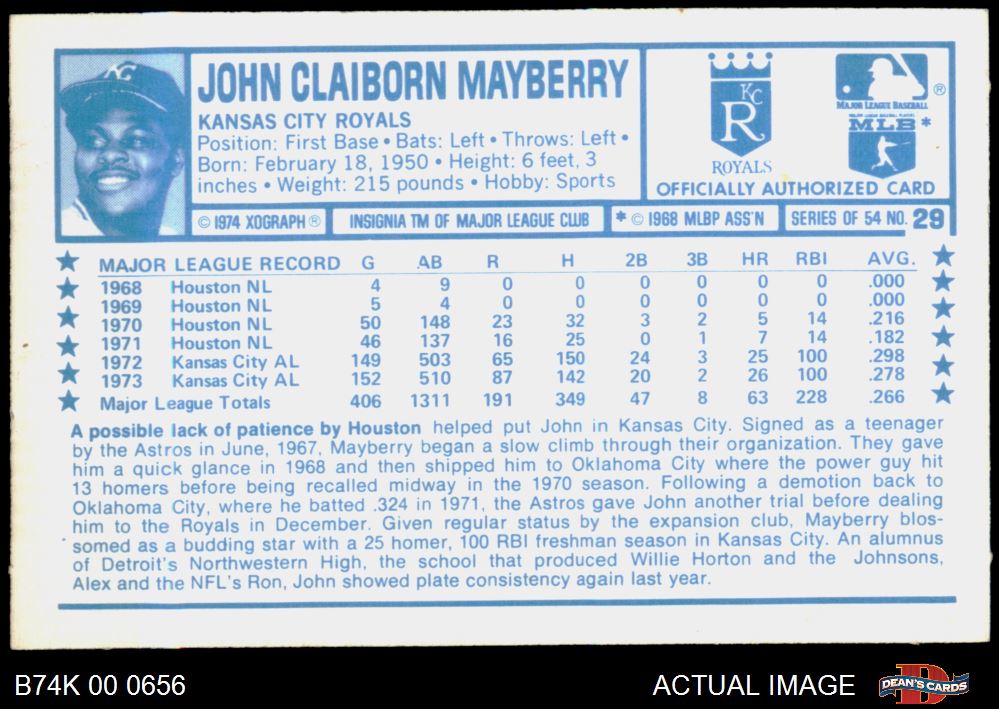 KC
JOHN CLAIBORN MAYBERRY
KANSAS CITY ROYALS
Position: First Base • Bats: Left • Throws: Left •
Born: February 18, 1950 • Height: 6 feet, 3
inches • Weight: 215 pounds • Hobby: Sports
KC
R
ROYALS
MAJOR LEAGUE BASEBALL ®
MLB *
OFFICIALLY AUTHORIZED CARD
© 1974 XOGRAPH ® INSIGNIA TM OF MAJOR LEAGUE CLUB * © 1968 MLBP ASS'N SERIES OF 54 NO. 29
MAJOR LEAGUE RECORD G AB R H 2B 3B HR RBI AVG.
1968 Houston NL 4 9 0 0 0 0 0 0 .000
1969 Houston NL 5 4 0 0 0 0 0 0 .000
1970 Houston NL 50 148 23 32 3 2 5 14 .216
1971 Houston NL 46 137 16 25 0 1 7 14 .182
1972 Kansas City AL 149 503 65 150 24 3 25 100 .298
1973 Kansas City AL 152 510 87 142 20 2 26 100 .278
Major League Totals 406 1311 191 349 47 8 63 228 .266
A possible lack of patience by Houston helped put John in Kansas City. Signed as a teenager
by the Astros in June, 1967, Mayberry began a slow climb through their organization. They gave
him a quick glance in 1968 and then shipped him to Oklahoma City where the power guy hit
13 homers before being recalled midway in the 1970 season. Following a demotion back to
Oklahoma City, where he batted .324 in 1971, the Astros gave John another trial before dealing
him to the Royals in December. Given regular status by the expansion club, Mayberry blos-
somed as a budding star with a 25 homer, 100 RBI freshman season in Kansas City. An alumnus
of Detroit's Northwestern High, the school that produced Willie Horton and the Johnsons,
Alex and the NFL's Ron, John showed plate consistency again last year.
B74K 00 0656
ACTUAL IMAGE
D
DEAN'S CARDS